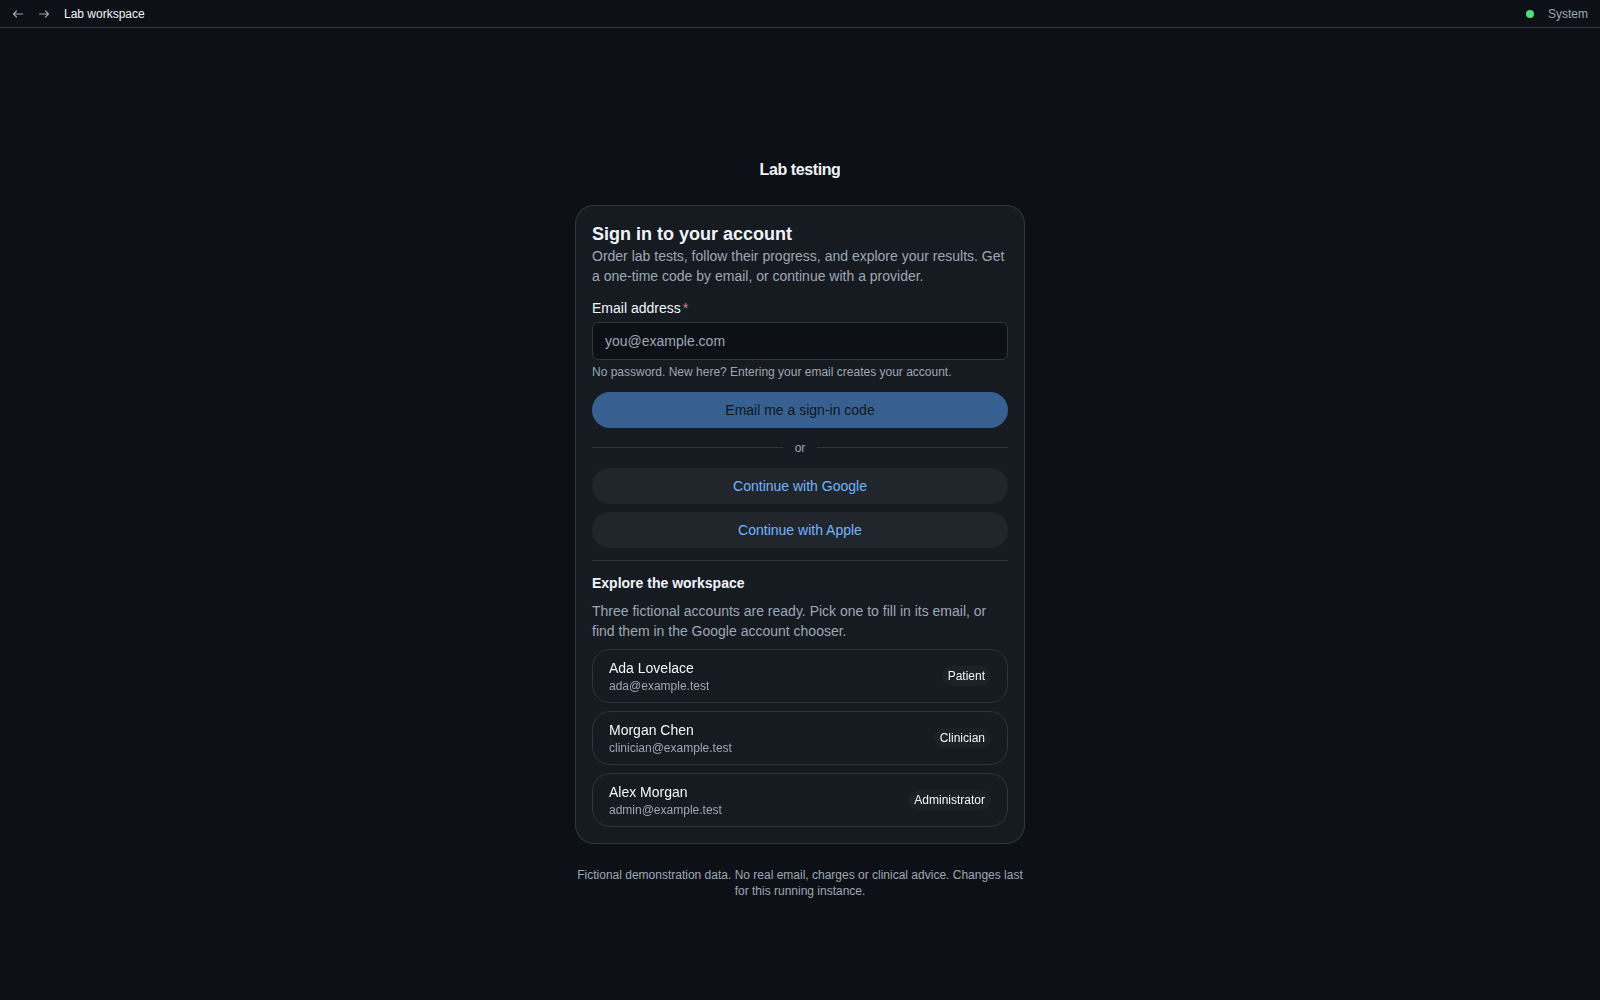 Lab workspace
System
Lab testing
Sign in to your account
Order lab tests, follow their progress, and explore your results. Get
a one-time code by email, or continue with a provider.
Email address*
you@example.com
No password. New here? Entering your email creates your account.
Email me a sign-in code
or
Continue with Google
Continue with Apple
Explore the workspace
Three fictional accounts are ready. Pick one to fill in its email, or
find them in the Google account chooser.
Ada Lovelace
ada@example.test
Patient
Morgan Chen
clinician@example.test
Clinician
Alex Morgan
admin@example.test
Administrator
Fictional demonstration data. No real email, charges or clinical advice. Changes last
for this running instance.